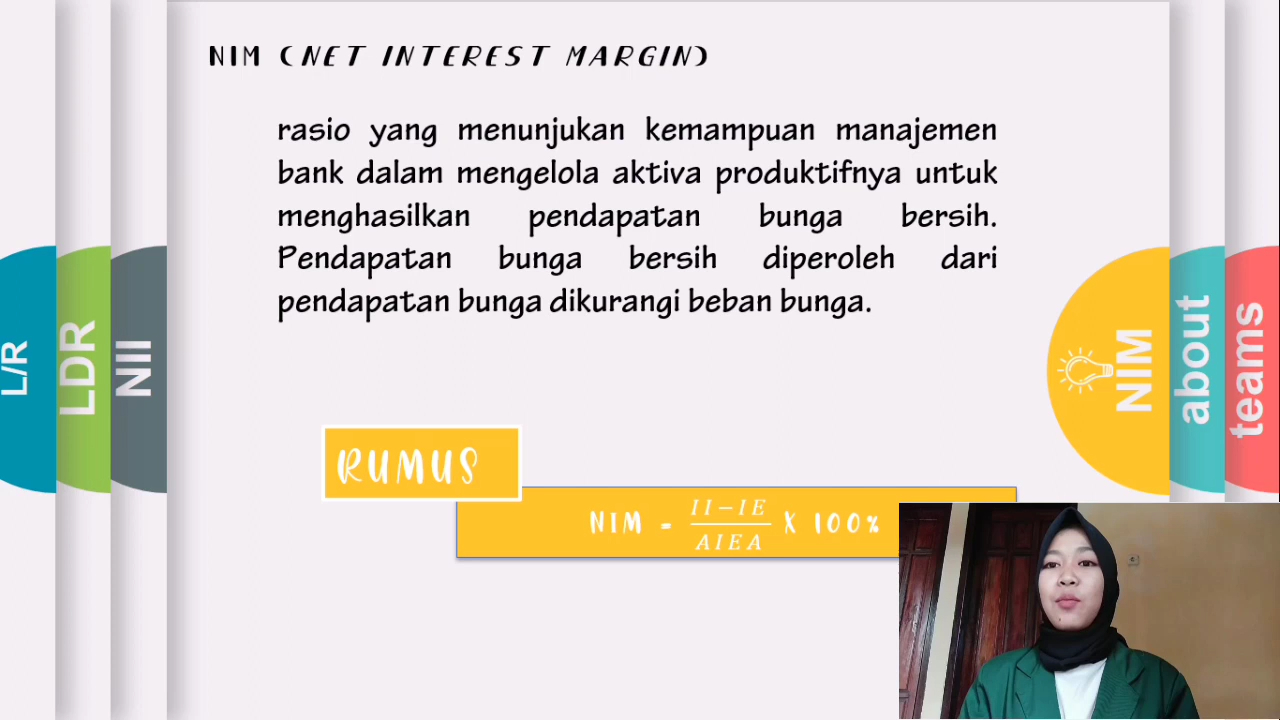 NIM (NET INTEREST MARGIN)
rasio yang menunjukan kemampuan manajemen
bank dalam mengelola aktiva produktifnya untuk
menghasilkan pendapatan bunga bersih.
Pendapatan bunga bersih diperoleh dari
pendapatan bunga dikurangi beban bunga.
L/R
LDR
NII
NIM
about
teams
RUMUS
NIM = \frac{II-IE}{AIEA} X 100%